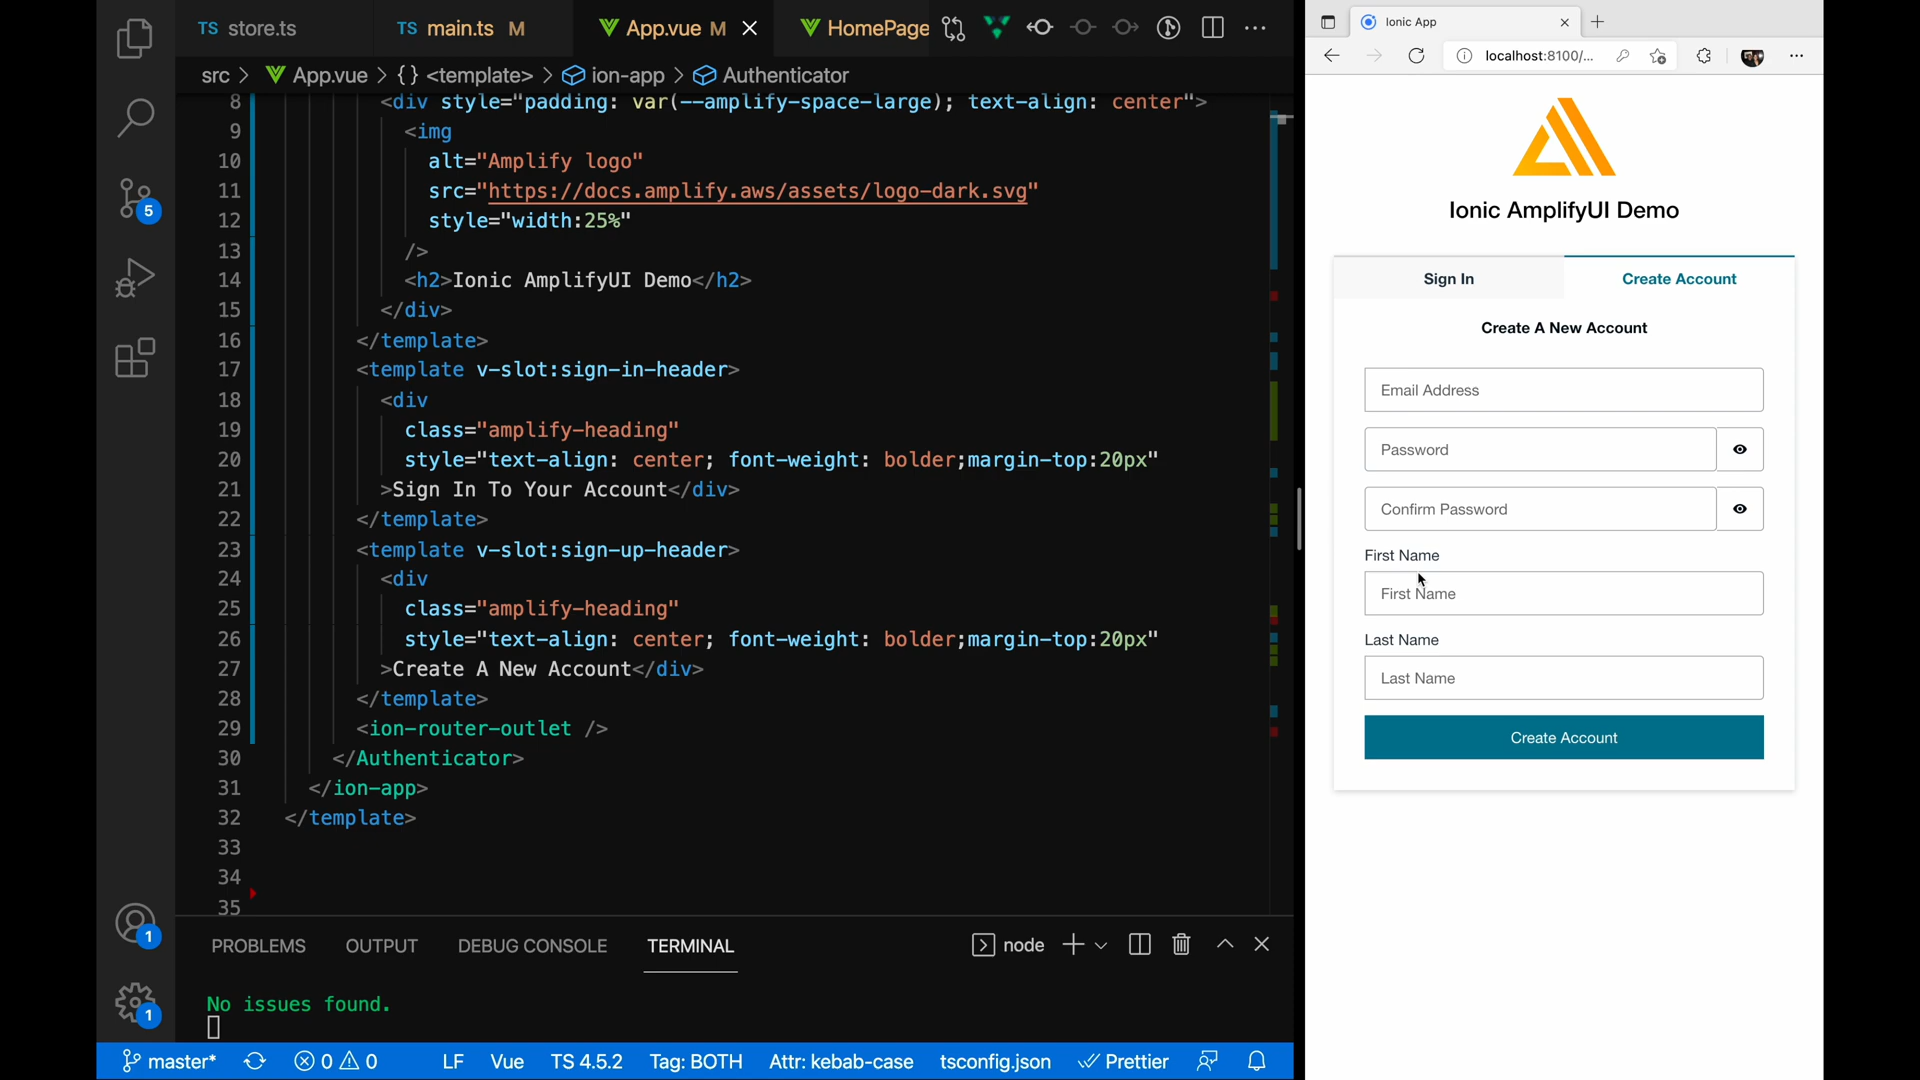 TS store.ts
TS main.ts M
App.vue M
HomePage
src > App.vue > {} <template> > ion-app > Authenticator
8 <div style="padding: var(--amplify-space-large); text-align: center">
9 <img
10 alt="Amplify logo"
11 src="https://docs.amplify.aws/assets/logo-dark.svg"
12 style="width:25%"
13 />
14 <h2>Ionic AmplifyUI Demo</h2>
15 </div>
16 </template>
17 <template v-slot:sign-in-header>
18 <div
19 class="amplify-heading"
20 style="text-align: center; font-weight: bolder;margin-top:20px"
21 >Sign In To Your Account</div>
22 </template>
23 <template v-slot:sign-up-header>
24 <div
25 class="amplify-heading"
26 style="text-align: center; font-weight: bolder;margin-top:20px"
27 >Create A New Account</div>
28 </template>
29 <ion-router-outlet />
30 </Authenticator>
31 </ion-app>
32 </template>
33
34
35
5
1
1
PROBLEMS OUTPUT DEBUG CONSOLE TERMINAL
node
No issues found.
master* 0 0 LF Vue TS 4.5.2 Tag: BOTH Attr: kebab-case tsconfig.json Prettier
Ionic App
localhost:8100/...
Ionic AmplifyUI Demo
Sign In
Create Account
Create A New Account
Email Address
Password
Confirm Password
First Name
First Name
Last Name
Last Name
Create Account